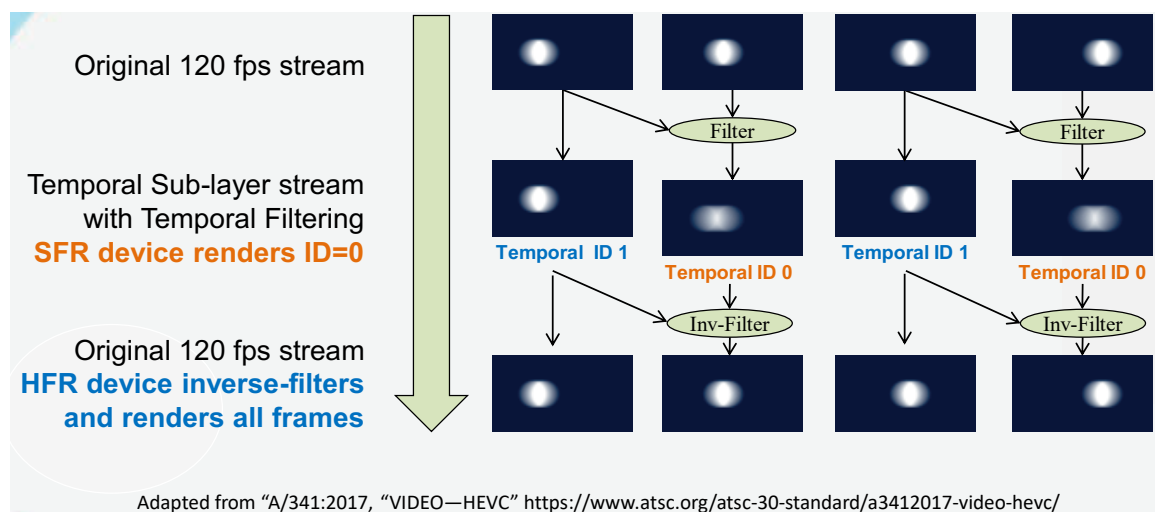 Original 120 fps stream
Filter
Filter
Temporal Sub-layer stream
with Temporal Filtering
SFR device renders ID=0
Temporal ID 1
Temporal ID 0
Temporal ID 1
Temporal ID 0
Inv-Filter
Inv-Filter
Original 120 fps stream
HFR device inverse-filters
and renders all frames
Adapted from “A/341:2017, “VIDEO—HEVC” https://www.atsc.org/atsc-30-standard/a3412017-video-hevc/